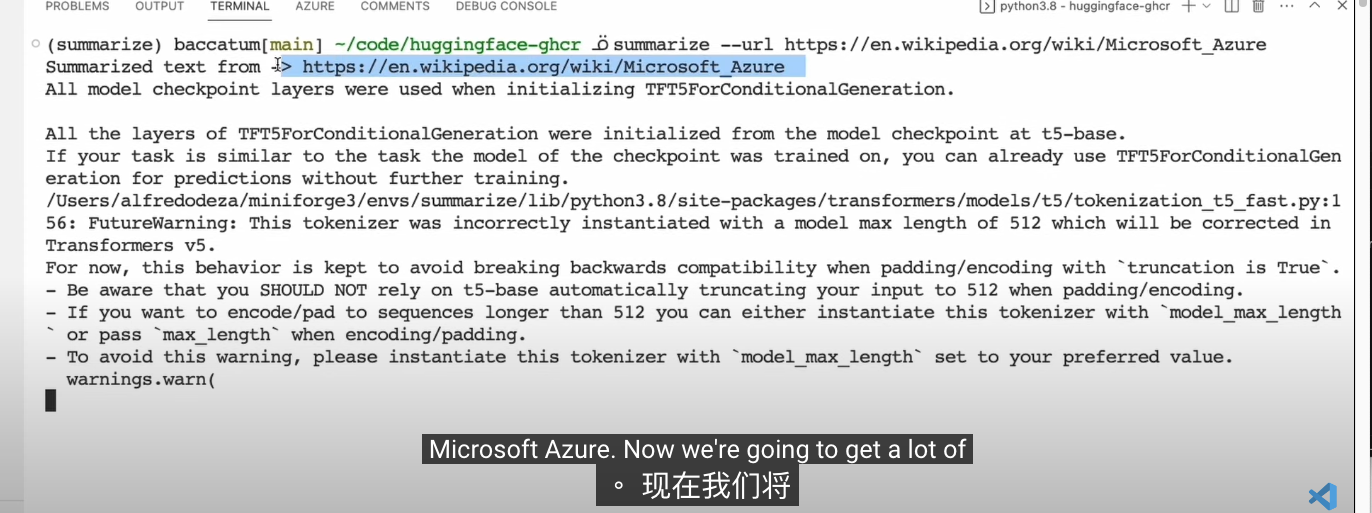 PROBLEMS OUTPUT TERMINAL AZURE COMMENTS DEBUG CONSOLE python3.8 - huggingface-ghcr
(summarize) baccatum[main] ~/code/huggingface-ghcr summarize --url https://en.wikipedia.org/wiki/Microsoft_Azure
Summarized text from -> https://en.wikipedia.org/wiki/Microsoft_Azure
All model checkpoint layers were used when initializing TFT5ForConditionalGeneration.
All the layers of TFT5ForConditionalGeneration were initialized from the model checkpoint at t5-base.
If your task is similar to the task the model of the checkpoint was trained on, you can already use TFT5ForConditionalGen
eration for predictions without further training.
/Users/alfredodeza/miniforge3/envs/summarize/lib/python3.8/site-packages/transformers/models/t5/tokenization_t5_fast.py:1
56: FutureWarning: This tokenizer was incorrectly instantiated with a model max length of 512 which will be corrected in
Transformers v5.
For now, this behavior is kept to avoid breaking backwards compatibility when padding/encoding with `truncation is True`.
- Be aware that you SHOULD NOT rely on t5-base automatically truncating your input to 512 when padding/encoding.
- If you want to encode/pad to sequences longer than 512 you can either instantiate this tokenizer with `model_max_length
` or pass `max_length` when encoding/padding.
- To avoid this warning, please instantiate this tokenizer with `model_max_length` set to your preferred value.
warnings.warn(
Microsoft Azure. Now we're going to get a lot of
。现在我们将